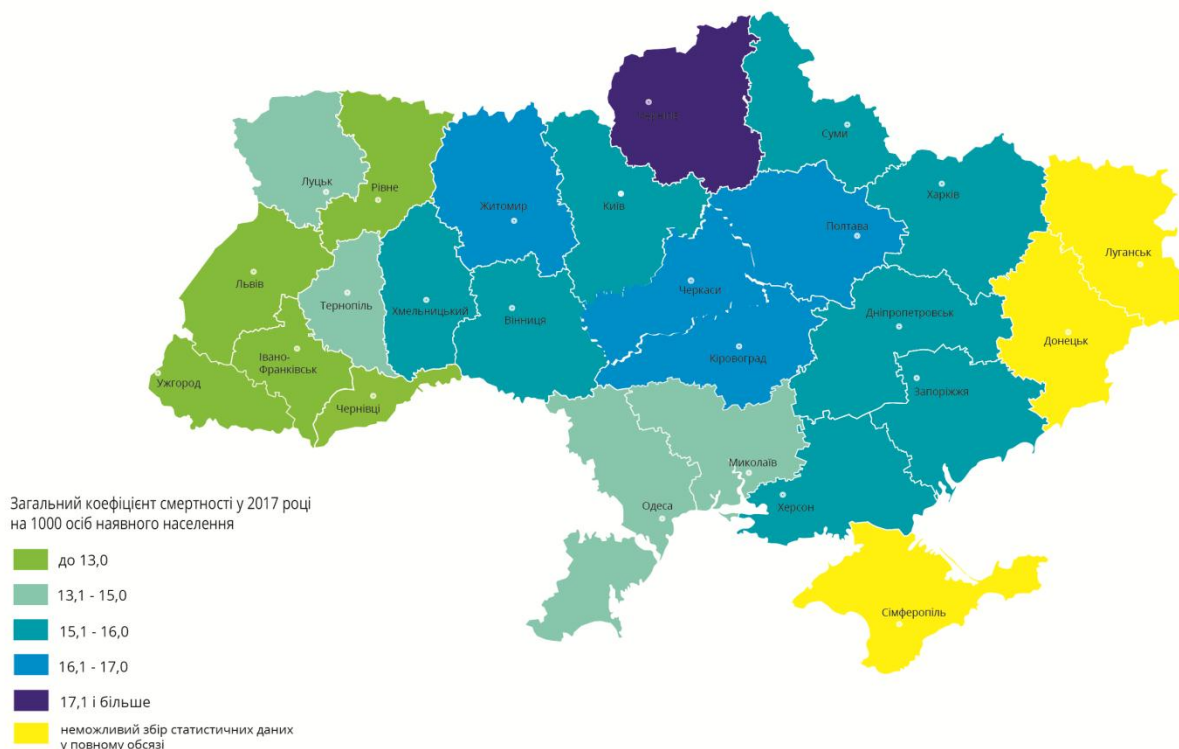 Чернігів
Суми
Луцьк
Рівне
Житомир
Київ
Харків
Полтава
Луганськ
Львів
Тернопіль
Хмельницький
Вінниця
Черкаси
Дніпропетровськ
Донецьк
Кіровоград
Івано-
Франківськ
Ужгород
Чернівці
Запоріжжя
Миколаїв
Одеса
Херсон
Сімферополь
Загальний коефіцієнт смертності у 2017 році
на 1000 осіб наявного населення
до 13,0
13,1 - 15,0
15,1 - 16,0
16,1 - 17,0
17,1 і більше
неможливий збір статистичних даних
у повному обсязі